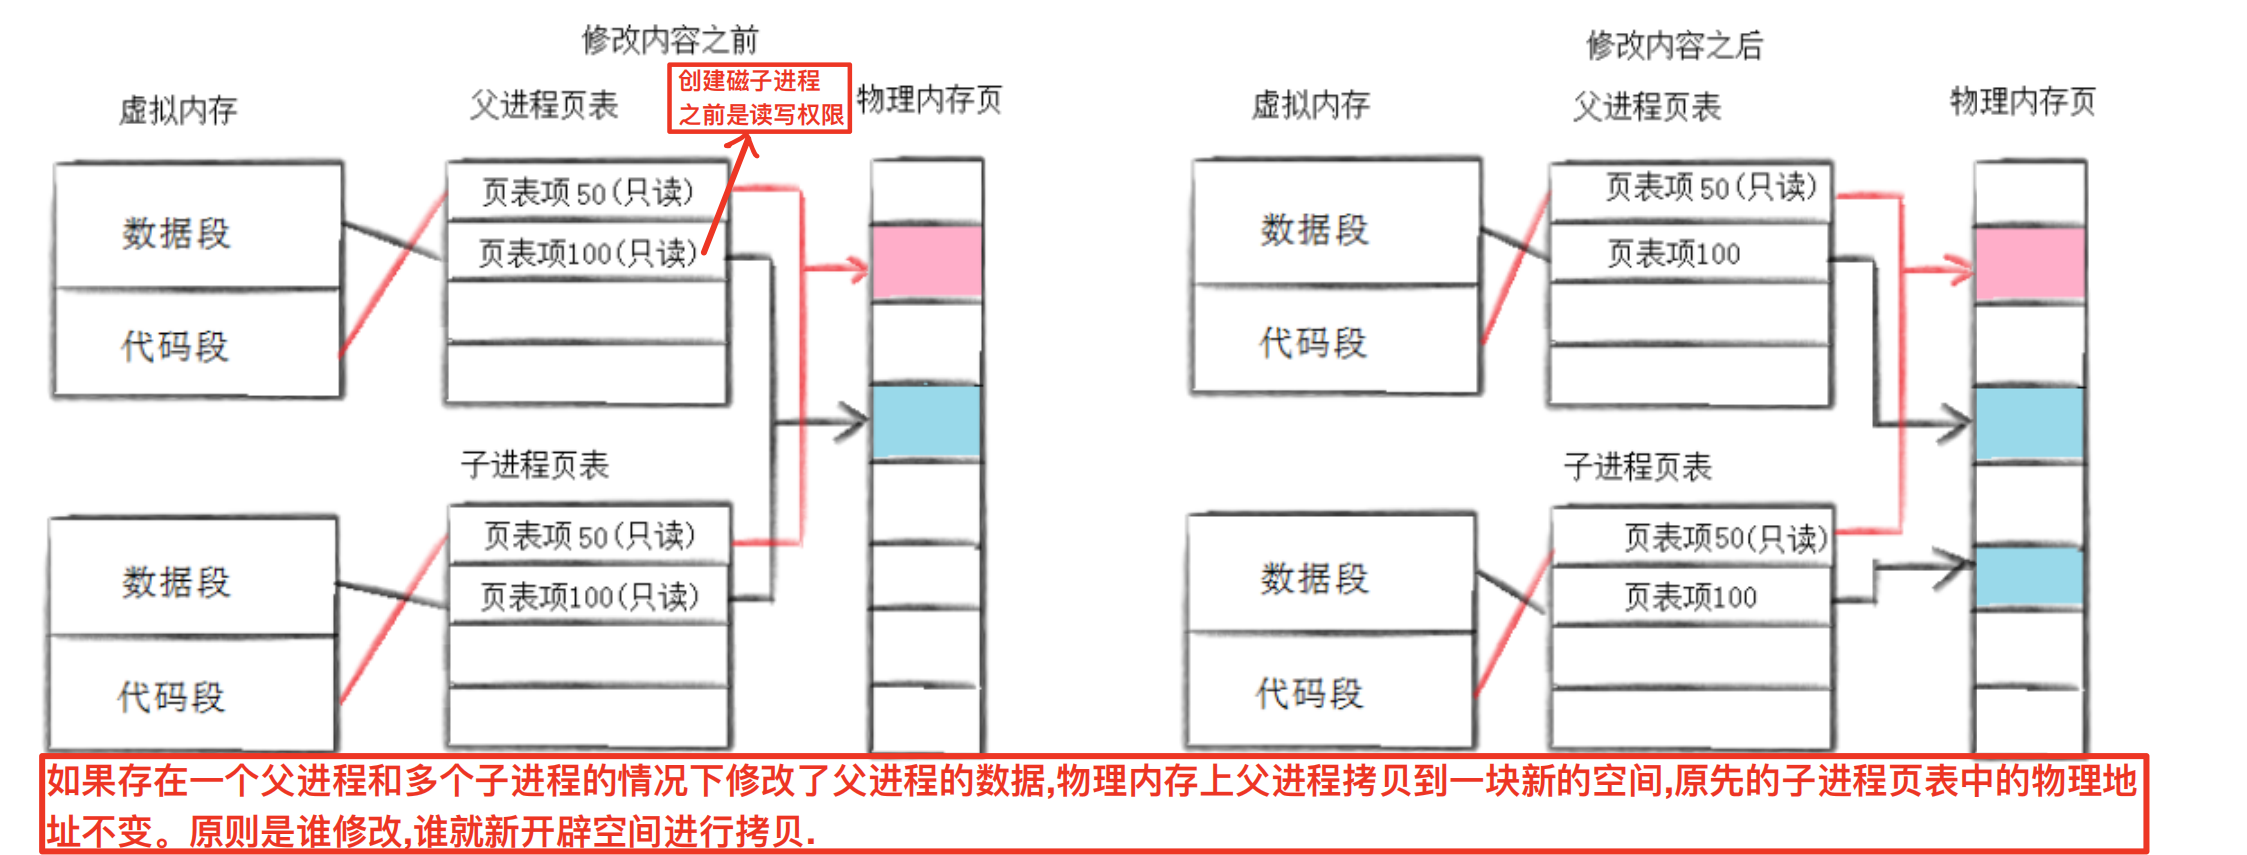 修改内容之前
创建磁子进程
之前是读写权限
虚拟内存
父进程页表
物理内存页
数据段
代码段
页表项 50(只读)
页表项100(只读)
子进程页表
数据段
代码段
页表项 50(只读)
页表项100(只读)
修改内容之后
虚拟内存
父进程页表
物理内存页
数据段
代码段
页表项 50(只读)
页表项100
子进程页表
数据段
代码段
页表项50(只读)
页表项100
如果存在一个父进程和多个子进程的情况下修改了父进程的数据,物理内存上父进程拷贝到一块新的空间,原先的子进程页表中的物理地
址不变。原则是谁修改,谁就新开辟空间进行拷贝.